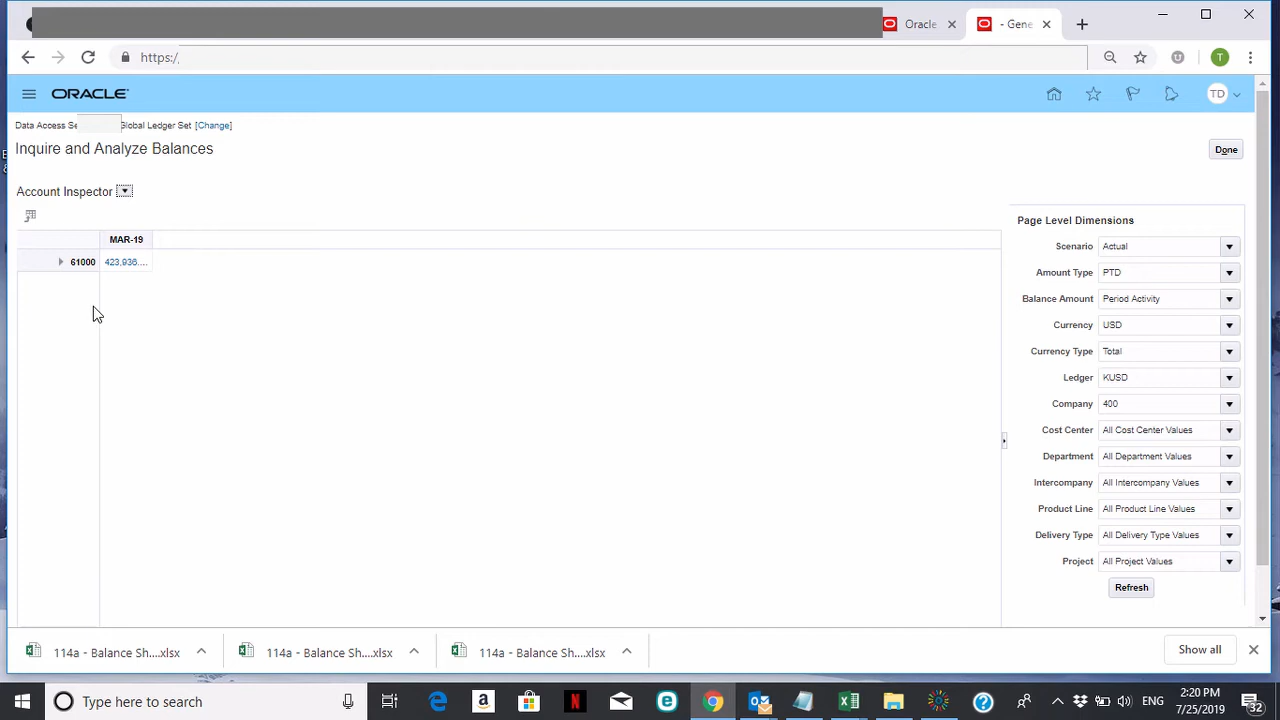 Oracle
- Gene
https:/
ORACLE
TD
Data Access Se
Global Ledger Set [Change]
Inquire and Analyze Balances
Done
Account Inspector
MAR-19
61000
423,936....
Page Level Dimensions
Scenario Actual
Amount Type PTD
Balance Amount Period Activity
Currency USD
Currency Type Total
Ledger KUSD
Company 400
Cost Center All Cost Center Values
Department All Department Values
Intercompany All Intercompany Values
Product Line All Product Line Values
Delivery Type All Delivery Type Values
Project All Project Values
Refresh
114a - Balance Sh....xlsx
114a - Balance Sh....xlsx
114a - Balance Sh....xlsx
Show all
Type here to search
ENG
2:20 PM
7/25/2019
32